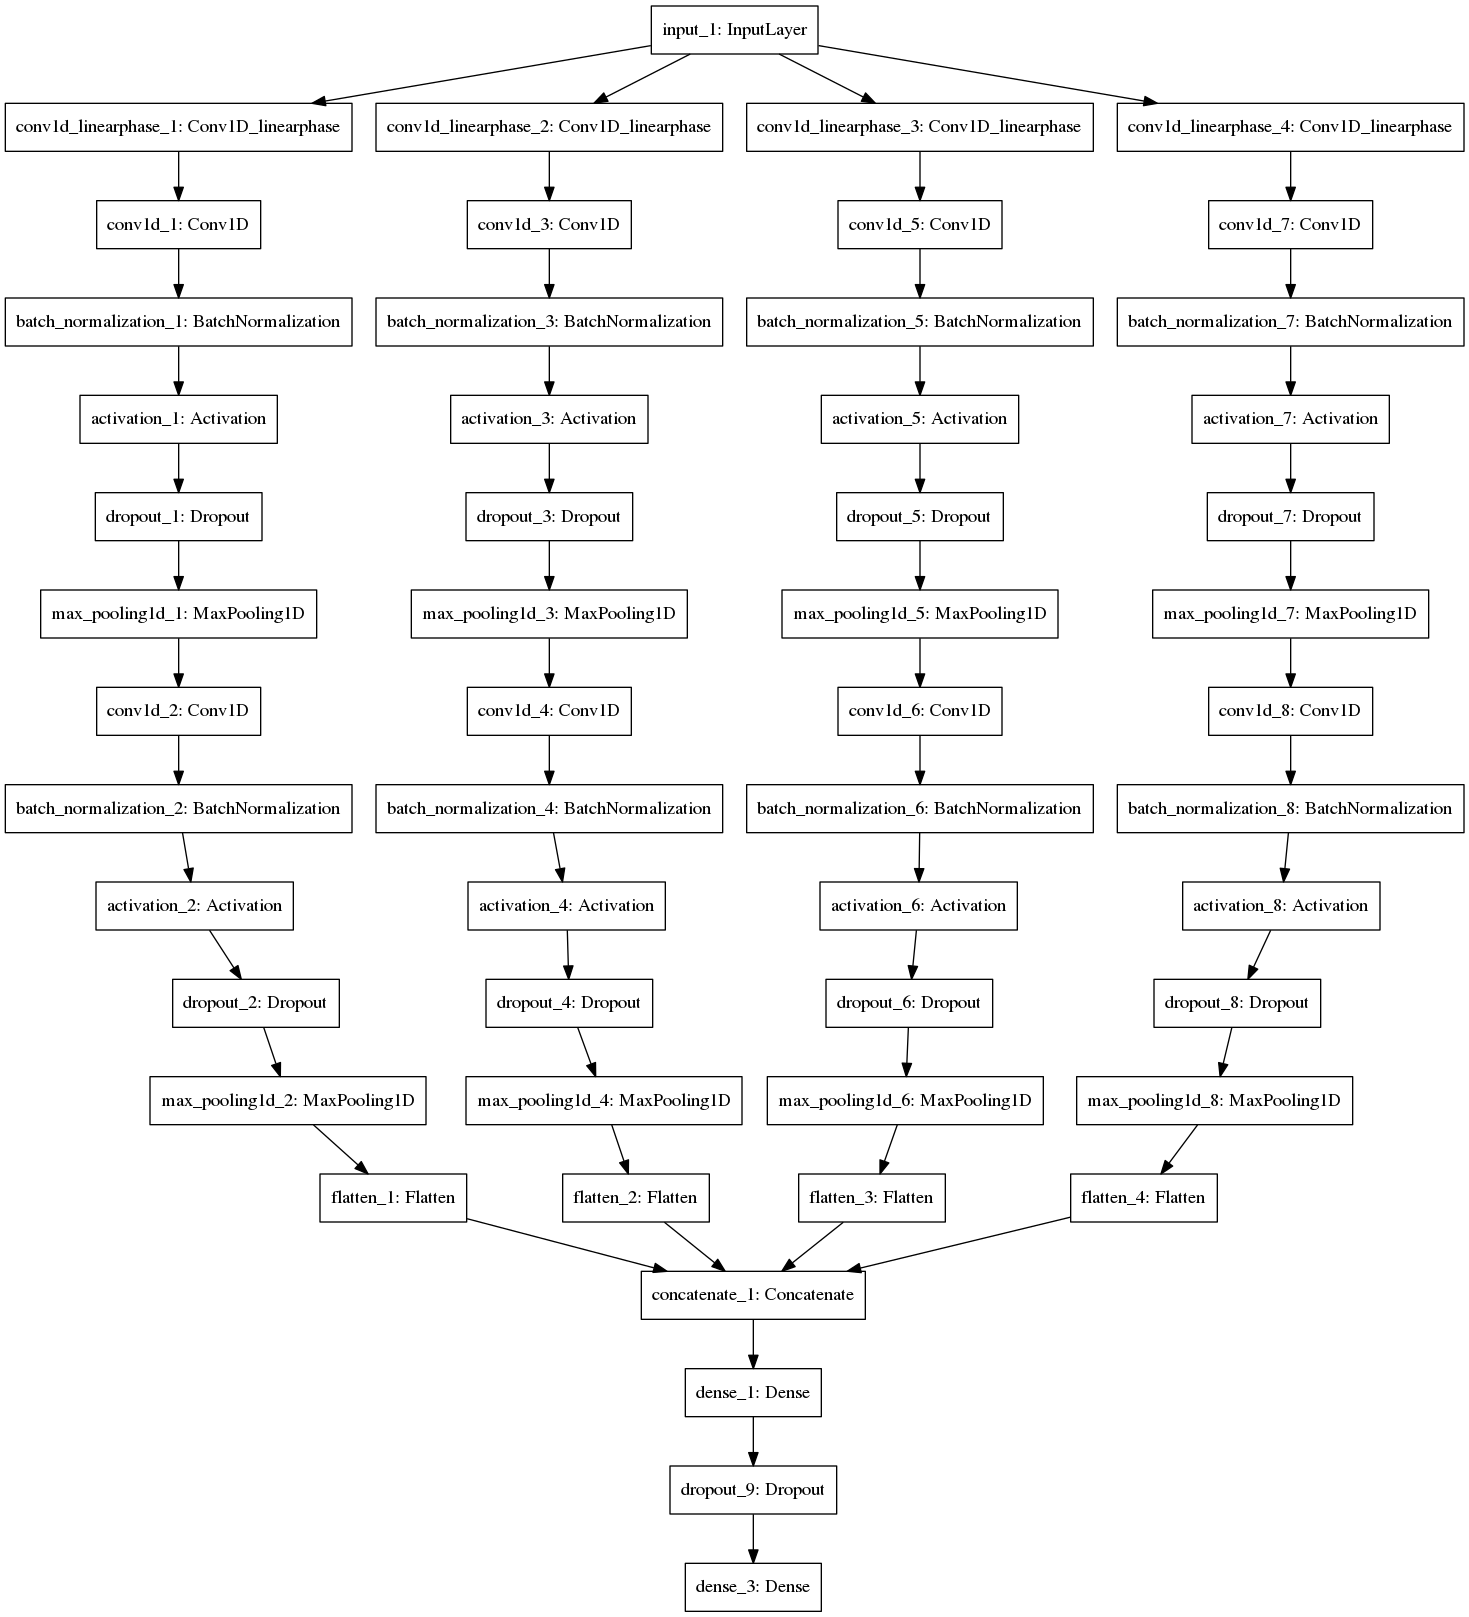 input_1: InputLayer
conv1d_linearphase_1: Conv1D_linearphase
conv1d_linearphase_2: Conv1D_linearphase
conv1d_linearphase_3: Conv1D_linearphase
conv1d_linearphase_4: Conv1D_linearphase
conv1d_1: Conv1D
conv1d_3: Conv1D
conv1d_5: Conv1D
conv1d_7: Conv1D
batch_normalization_1: BatchNormalization
batch_normalization_3: BatchNormalization
batch_normalization_5: BatchNormalization
batch_normalization_7: BatchNormalization
activation_1: Activation
activation_3: Activation
activation_5: Activation
activation_7: Activation
dropout_1: Dropout
dropout_3: Dropout
dropout_5: Dropout
dropout_7: Dropout
max_pooling1d_1: MaxPooling1D
max_pooling1d_3: MaxPooling1D
max_pooling1d_5: MaxPooling1D
max_pooling1d_7: MaxPooling1D
conv1d_2: Conv1D
conv1d_4: Conv1D
conv1d_6: Conv1D
conv1d_8: Conv1D
batch_normalization_2: BatchNormalization
batch_normalization_4: BatchNormalization
batch_normalization_6: BatchNormalization
batch_normalization_8: BatchNormalization
activation_2: Activation
activation_4: Activation
activation_6: Activation
activation_8: Activation
dropout_2: Dropout
dropout_4: Dropout
dropout_6: Dropout
dropout_8: Dropout
max_pooling1d_2: MaxPooling1D
max_pooling1d_4: MaxPooling1D
max_pooling1d_6: MaxPooling1D
max_pooling1d_8: MaxPooling1D
flatten_1: Flatten
flatten_2: Flatten
flatten_3: Flatten
flatten_4: Flatten
concatenate_1: Concatenate
dense_1: Dense
dropout_9: Dropout
dense_3: Dense